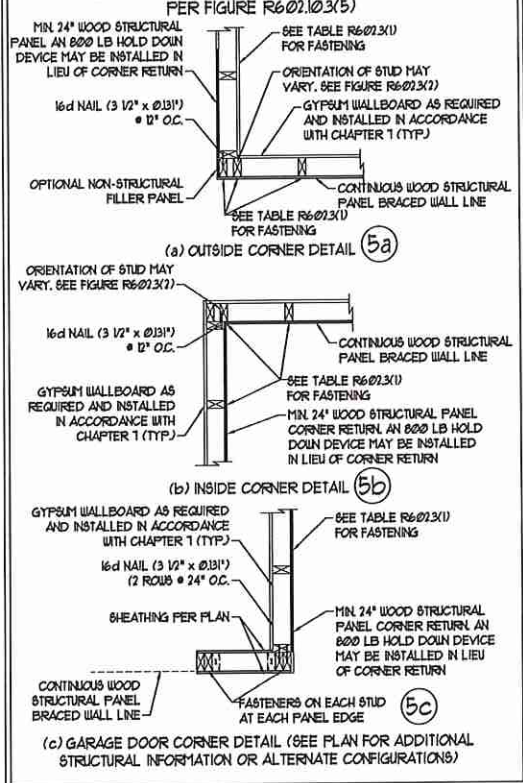 PER FIGURE R602.10.3(5)
MIN. 24" WOOD STRUCTURAL
PANEL AN 800 LB HOLD DOWN
DEVICE MAY BE INSTALLED IN
LIEU OF CORNER RETURN
SEE TABLE R602.3(1)
FOR FASTENING
ORIENTATION OF STUD MAY
VARY. SEE FIGURE R602.3(2)
16d NAIL (3 1/2" x 0.131")
@ 12" O.C.
GYPSUM WALLBOARD AS REQUIRED
AND INSTALLED IN ACCORDANCE
WITH CHAPTER 7 (TYP.)
OPTIONAL NON-STRUCTURAL
FILLER PANEL
CONTINUOUS WOOD STRUCTURAL
PANEL BRACED WALL LINE
SEE TABLE R602.3(1)
FOR FASTENING
(a) OUTSIDE CORNER DETAIL 5a
ORIENTATION OF STUD MAY
VARY. SEE FIGURE R602.3(2)
16d NAIL (3 1/2" x 0.131")
@ 12" O.C.
CONTINUOUS WOOD STRUCTURAL
PANEL BRACED WALL LINE
GYPSUM WALLBOARD AS
REQUIRED AND INSTALLED
IN ACCORDANCE WITH
CHAPTER 7 (TYP.)
SEE TABLE R602.3(1)
FOR FASTENING
MIN. 24" WOOD STRUCTURAL PANEL
CORNER RETURN. AN 800 LB HOLD
DOWN DEVICE MAY BE INSTALLED
IN LIEU OF CORNER RETURN
(b) INSIDE CORNER DETAIL 5b
GYPSUM WALLBOARD AS REQUIRED
AND INSTALLED IN ACCORDANCE
WITH CHAPTER 7 (TYP.)
SEE TABLE R602.3(1)
FOR FASTENING
16d NAIL (3 1/2" x 0.131")
(2 ROWS @ 24" O.C.
SHEATHING PER PLAN
MIN. 24" WOOD STRUCTURAL
PANEL CORNER RETURN. AN
800 LB HOLD DOWN DEVICE
MAY BE INSTALLED IN LIEU
OF CORNER RETURN
CONTINUOUS WOOD
STRUCTURAL PANEL
BRACED WALL LINE
FASTENERS ON EACH STUD
AT EACH PANEL EDGE
5c
(c) GARAGE DOOR CORNER DETAIL (SEE PLAN FOR ADDITIONAL
STRUCTURAL INFORMATION OR ALTERNATE CONFIGURATIONS)